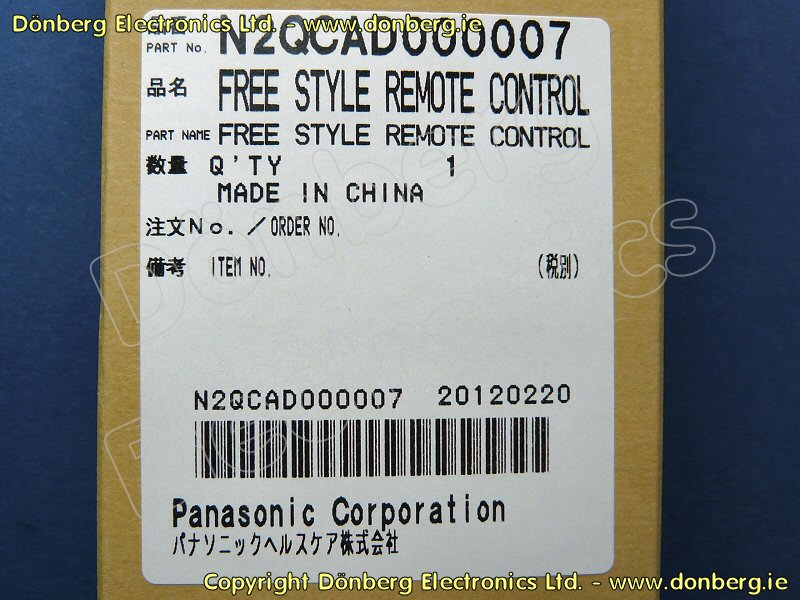 Dönberg Electronics Ltd. - www.donberg.ie
PART No. N2QCAD000007
品名 FREE STYLE REMOTE CONTROL
PART NAME FREE STYLE REMOTE CONTROL
数量 Q'TY 1
MADE IN CHINA
注文No./ORDER NO.
備考 ITEM NO. (税別)
Dönberg
Electronics
N2QCAD000007 20120220
Panasonic Corporation
パナソニックヘルスケア株式会社
Copyright Dönberg Electronics Ltd. - www.donberg.ie